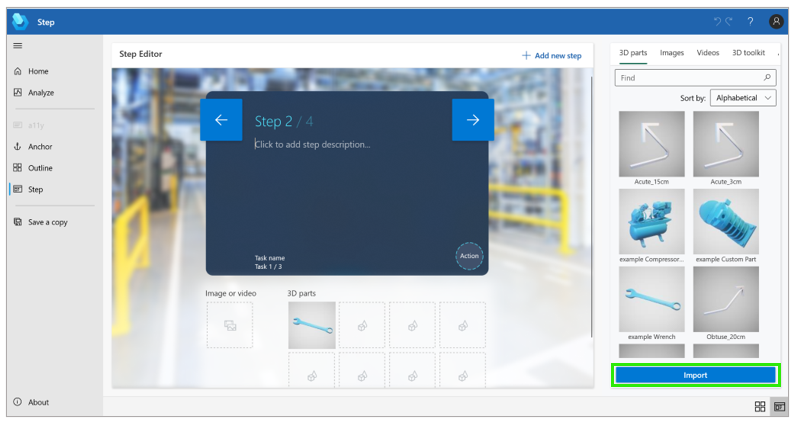 Step
?
Home
Analyze
a11y
Anchor
Outline
Step
Save a copy
About
Step Editor
+ Add new step
Step 2 / 4
Click to add step description...
Task name
Task 1 / 3
Action
Image or video
3D parts
3D parts Images Videos 3D toolkit
Find
Sort by: Alphabetical
Acute_15cm
Acute_3cm
example Compressor...
example Custom Part
example Wrench
Obtuse_20cm
Import